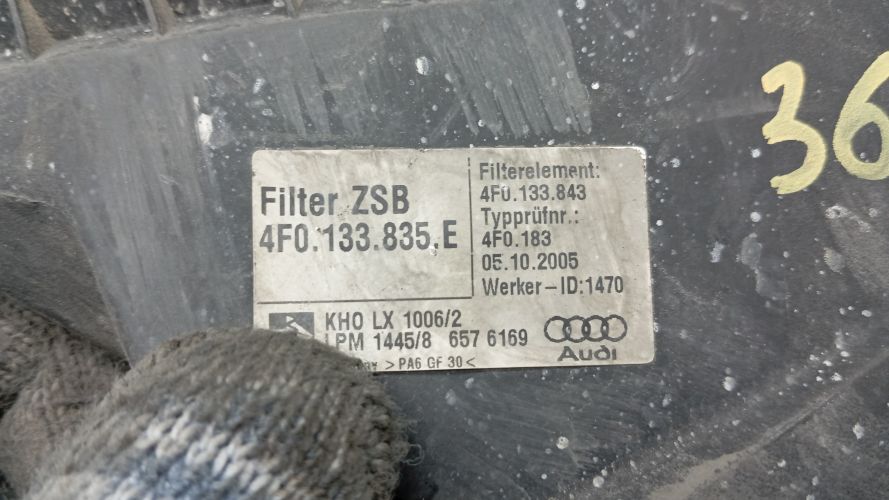 Filter ZSB
4F0.133.835.E
Filterelement:
4F0.133.843
Typprüfnr.:
4F0.183
05.10.2005
Werker-ID:1470
KHO LX 1006/2
LPM 1445/8 657 6169
>PA6 GF 30<
Audi
36